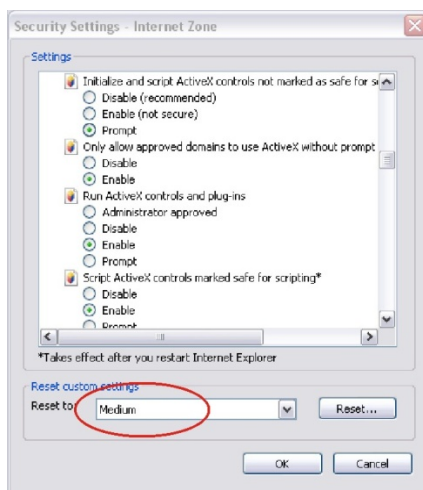 Security Settings - Internet Zone
Settings
Initialize and script ActiveX controls not marked as safe for s
Disable (recommended)
Enable (not secure)
Prompt
Only allow approved domains to use ActiveX without prompt
Disable
Enable
Run ActiveX controls and plug-ins
Administrator approved
Disable
Enable
Prompt
Script ActiveX controls marked safe for scripting*
Disable
Enable
Prompt
*Takes effect after you restart Internet Explorer
Reset custom settings
Reset to: Medium Reset...
OK Cancel